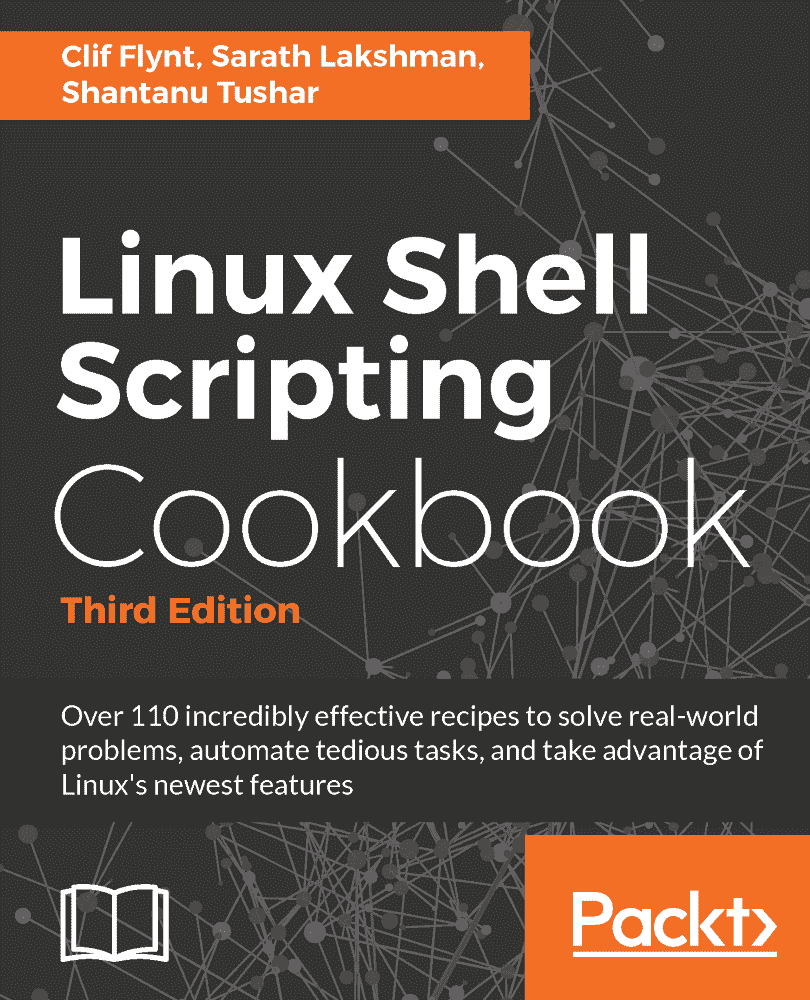 Clif Flynt, Sarath Lakshman,
Shantanu Tushar
Linux Shell
Scripting
Cookbook
Third Edition
Over 110 incredibly effective recipes to solve real-world
problems, automate tedious tasks, and take advantage of
Linux's newest features
Packt>